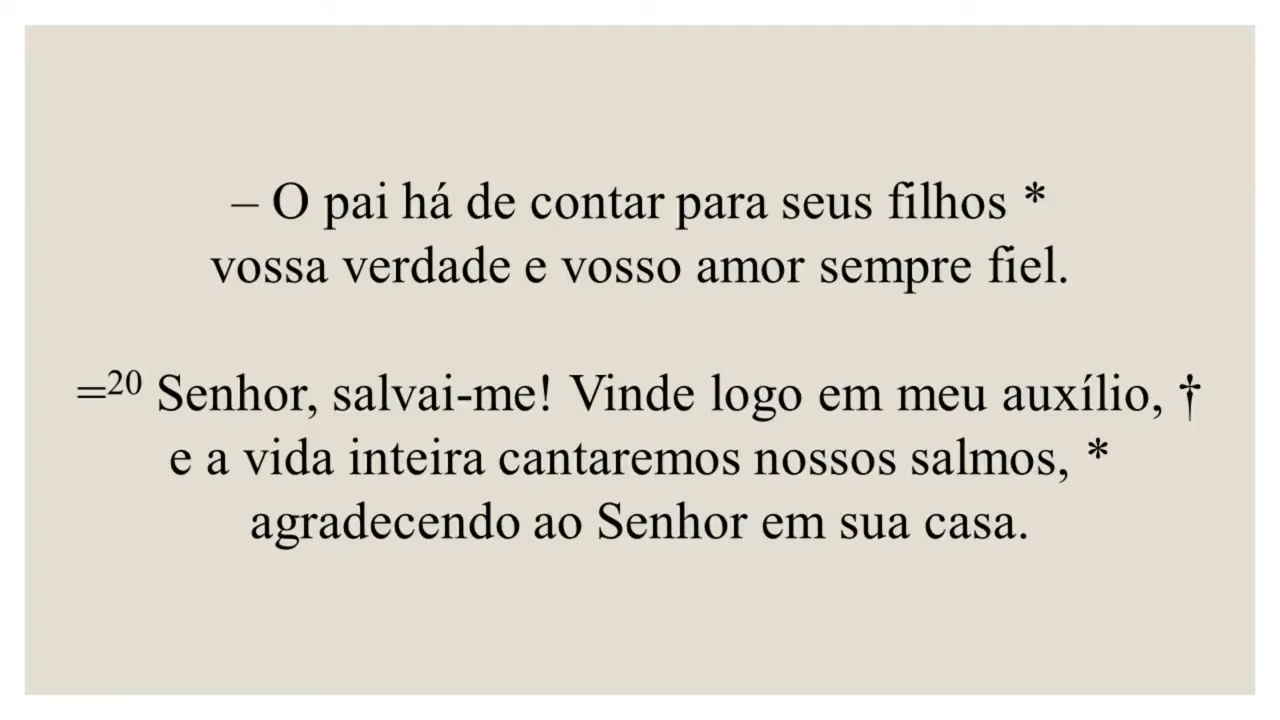 – O pai há de contar para seus filhos *
vossa verdade e vosso amor sempre fiel.
=²⁰ Senhor, salvai-me! Vinde logo em meu auxílio, †
e a vida inteira cantaremos nossos salmos, *
agradecendo ao Senhor em sua casa.